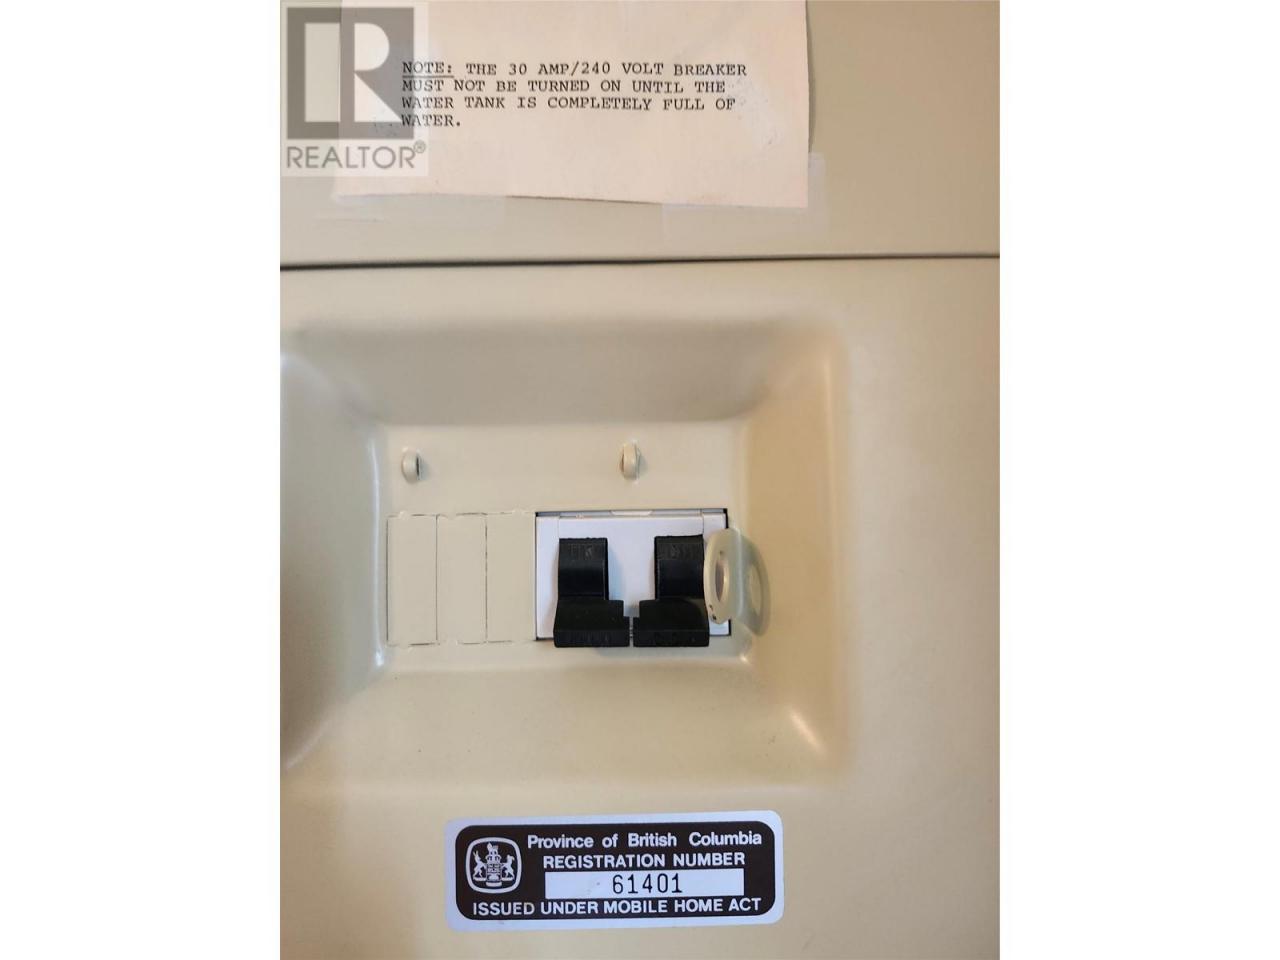 NOTE: THE 30 AMP/240 VOLT BREAKER
MUST NOT BE TURNED ON UNTIL THE
WATER TANK IS COMPLETELY FULL OF
WATER.
R
REALTOR®
Province of British Columbia
REGISTRATION NUMBER
61401
ISSUED UNDER MOBILE HOME ACT